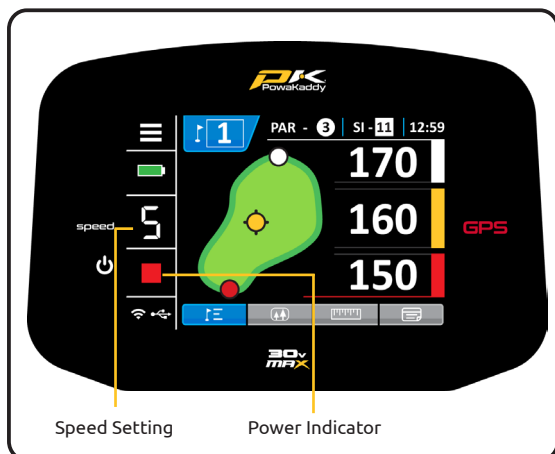 PK
PowaKaddy
1 PAR - 3 SI - 11 12:59
170
speed 5 160 GPS
150
30v
MAX
Speed Setting Power Indicator